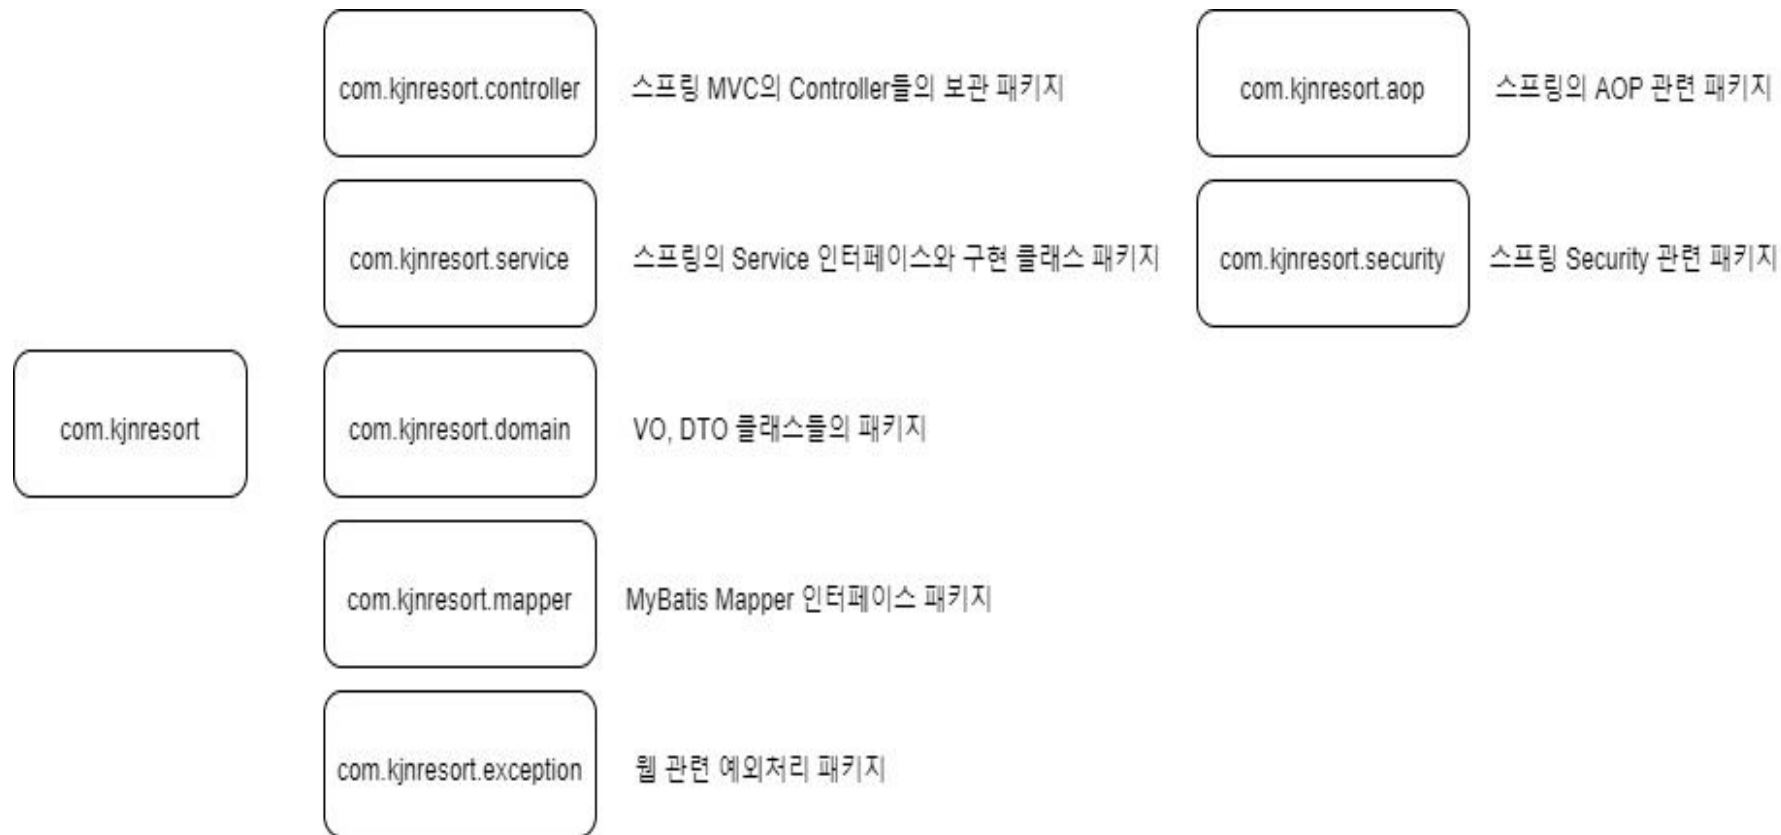 com.kjnresort.controller 스프링 MVC의 Controller들의 보관 패키지 com.kjnresort.aop 스프링의 AOP 관련 패키지
com.kjnresort.service 스프링의 Service 인터페이스와 구현 클래스 패키지 com.kjnresort.security 스프링 Security 관련 패키지
com.kjnresort com.kjnresort.domain VO, DTO 클래스들의 패키지
com.kjnresort.mapper MyBatis Mapper 인터페이스 패키지
com.kjnresort.exception 웹 관련 예외처리 패키지